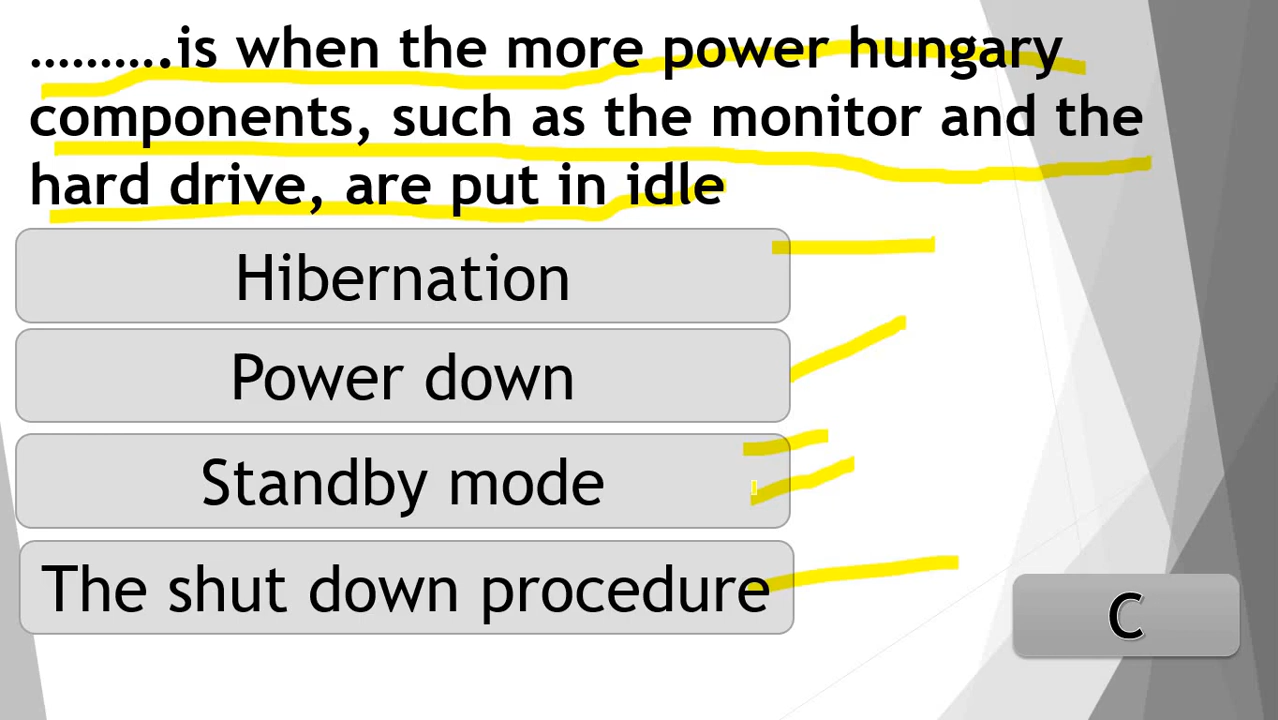 ……….is when the more power hungary
components, such as the monitor and the
hard drive, are put in idle
Hibernation
Power down
Standby mode
The shut down procedure
C